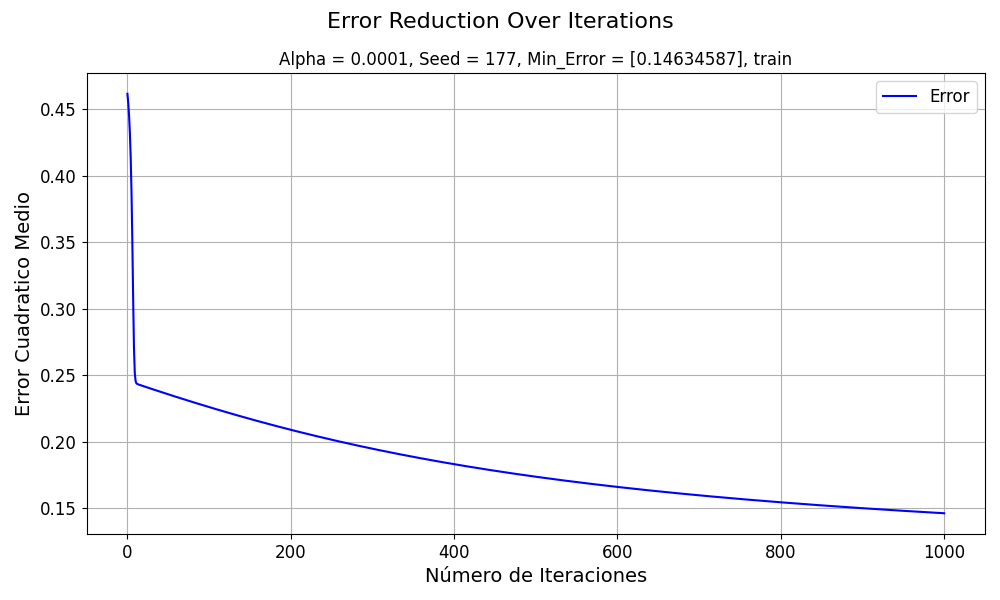 Error Reduction Over Iterations
Alpha = 0.0001, Seed = 177, Min_Error = [0.14634587], train
Error
Error Cuadratico Medio
0.45
0.40
0.35
0.30
0.25
0.20
0.15
0
200
400
600
800
1000
Número de Iteraciones